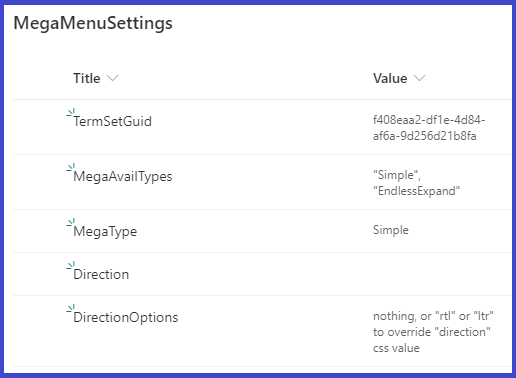 MegaMenuSettings
Title Value
TermSetGuid f408eaa2-df1e-4d84-
af6a-9d256d21b8fa
MegaAvailTypes "Simple",
"EndlessExpand"
MegaType Simple
Direction
DirectionOptions nothing, or "rtl" or "ltr"
to override "direction"
css value